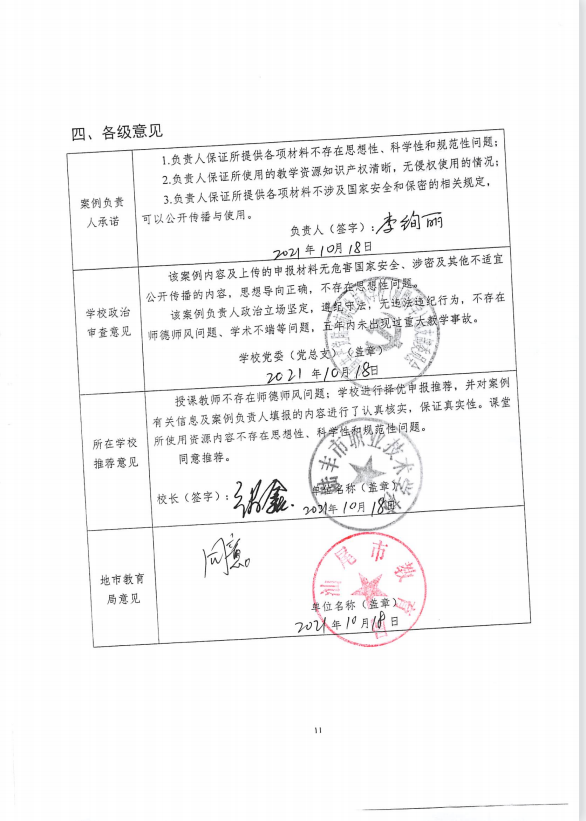 四、各级意见
案例负责人承诺
1.负责人保证所提供各项材料不存在思想性、科学性和规范性问题;
2.负责人保证所使用的教学资源知识产权清晰,无侵权使用的情况;
3.负责人保证所提供各项材料不涉及国家安全和保密的相关规定,
可以公开传播与使用。
负责人(签字):李绚丽
2021年10月18日
学校政治
审查意见
该案例内容及上传的申报材料无危害国家安全、涉密及其他不适宜
公开传播的内容,思想导向正确,不存在思想性问题。
该案例负责人政治立场坚定,遵纪守法,无违法违纪行为,不存在
师德师风问题、学术不端等问题,五年内未出现过重大教学事故。
学校党委(党总支)(盖章)
2021年10月18日
所在学校
推荐意见
授课教师不存在师德师风问题;学校进行择优申报推荐,并对案例
有关信息及案例负责人填报的内容进行了认真核实,保证真实性。课堂
所使用资源内容不存在思想性、科学性和规范性问题。
同意推荐。
校长(签字):
单位名称(盖章)
2021年10月18日
丰市职业技术学校
地市教育
局意见
同意
汕尾市教育局
单位名称(盖章)
2021年10月18日
11